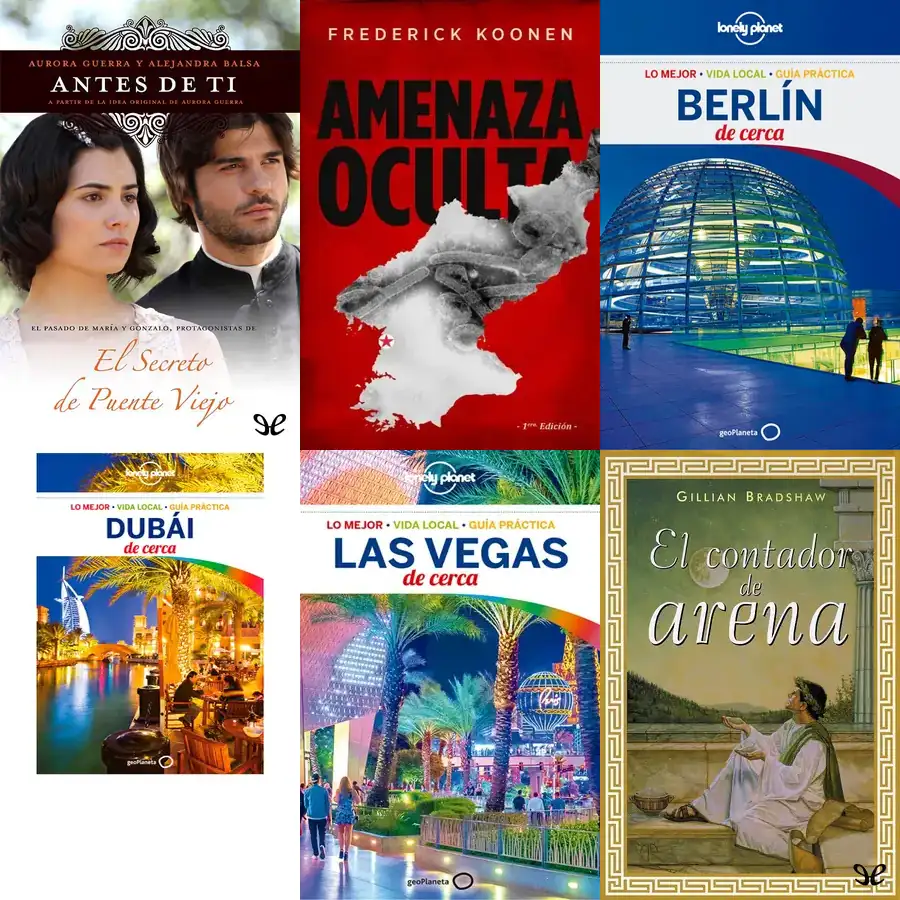 AURORA GUERRA Y ALEJANDRA BALSA
ANTES DE TI
A PARTIR DE LA IDEA ORIGINAL DE AURORA GUERRA
EL PASADO DE MARÍA Y GONZALO, PROTAGONISTAS DE
El Secreto
de Puente Viejo
FREDERICK KOONEN
AMENAZA
OCULTA
- 1era. Edición -
lonely planet
LO MEJOR • VIDA LOCAL • GUÍA PRÁCTICA
BERLÍN
de cerca
geoPlaneta
lonely planet
LO MEJOR • VIDA LOCAL • GUÍA PRÁCTICA
DUBÁI
de cerca
geoPlaneta
lonely planet
LO MEJOR • VIDA LOCAL • GUÍA PRÁCTICA
LAS VEGAS
de cerca
Paris
geoPlaneta
GILLIAN BRADSHAW
El contador
de
arena